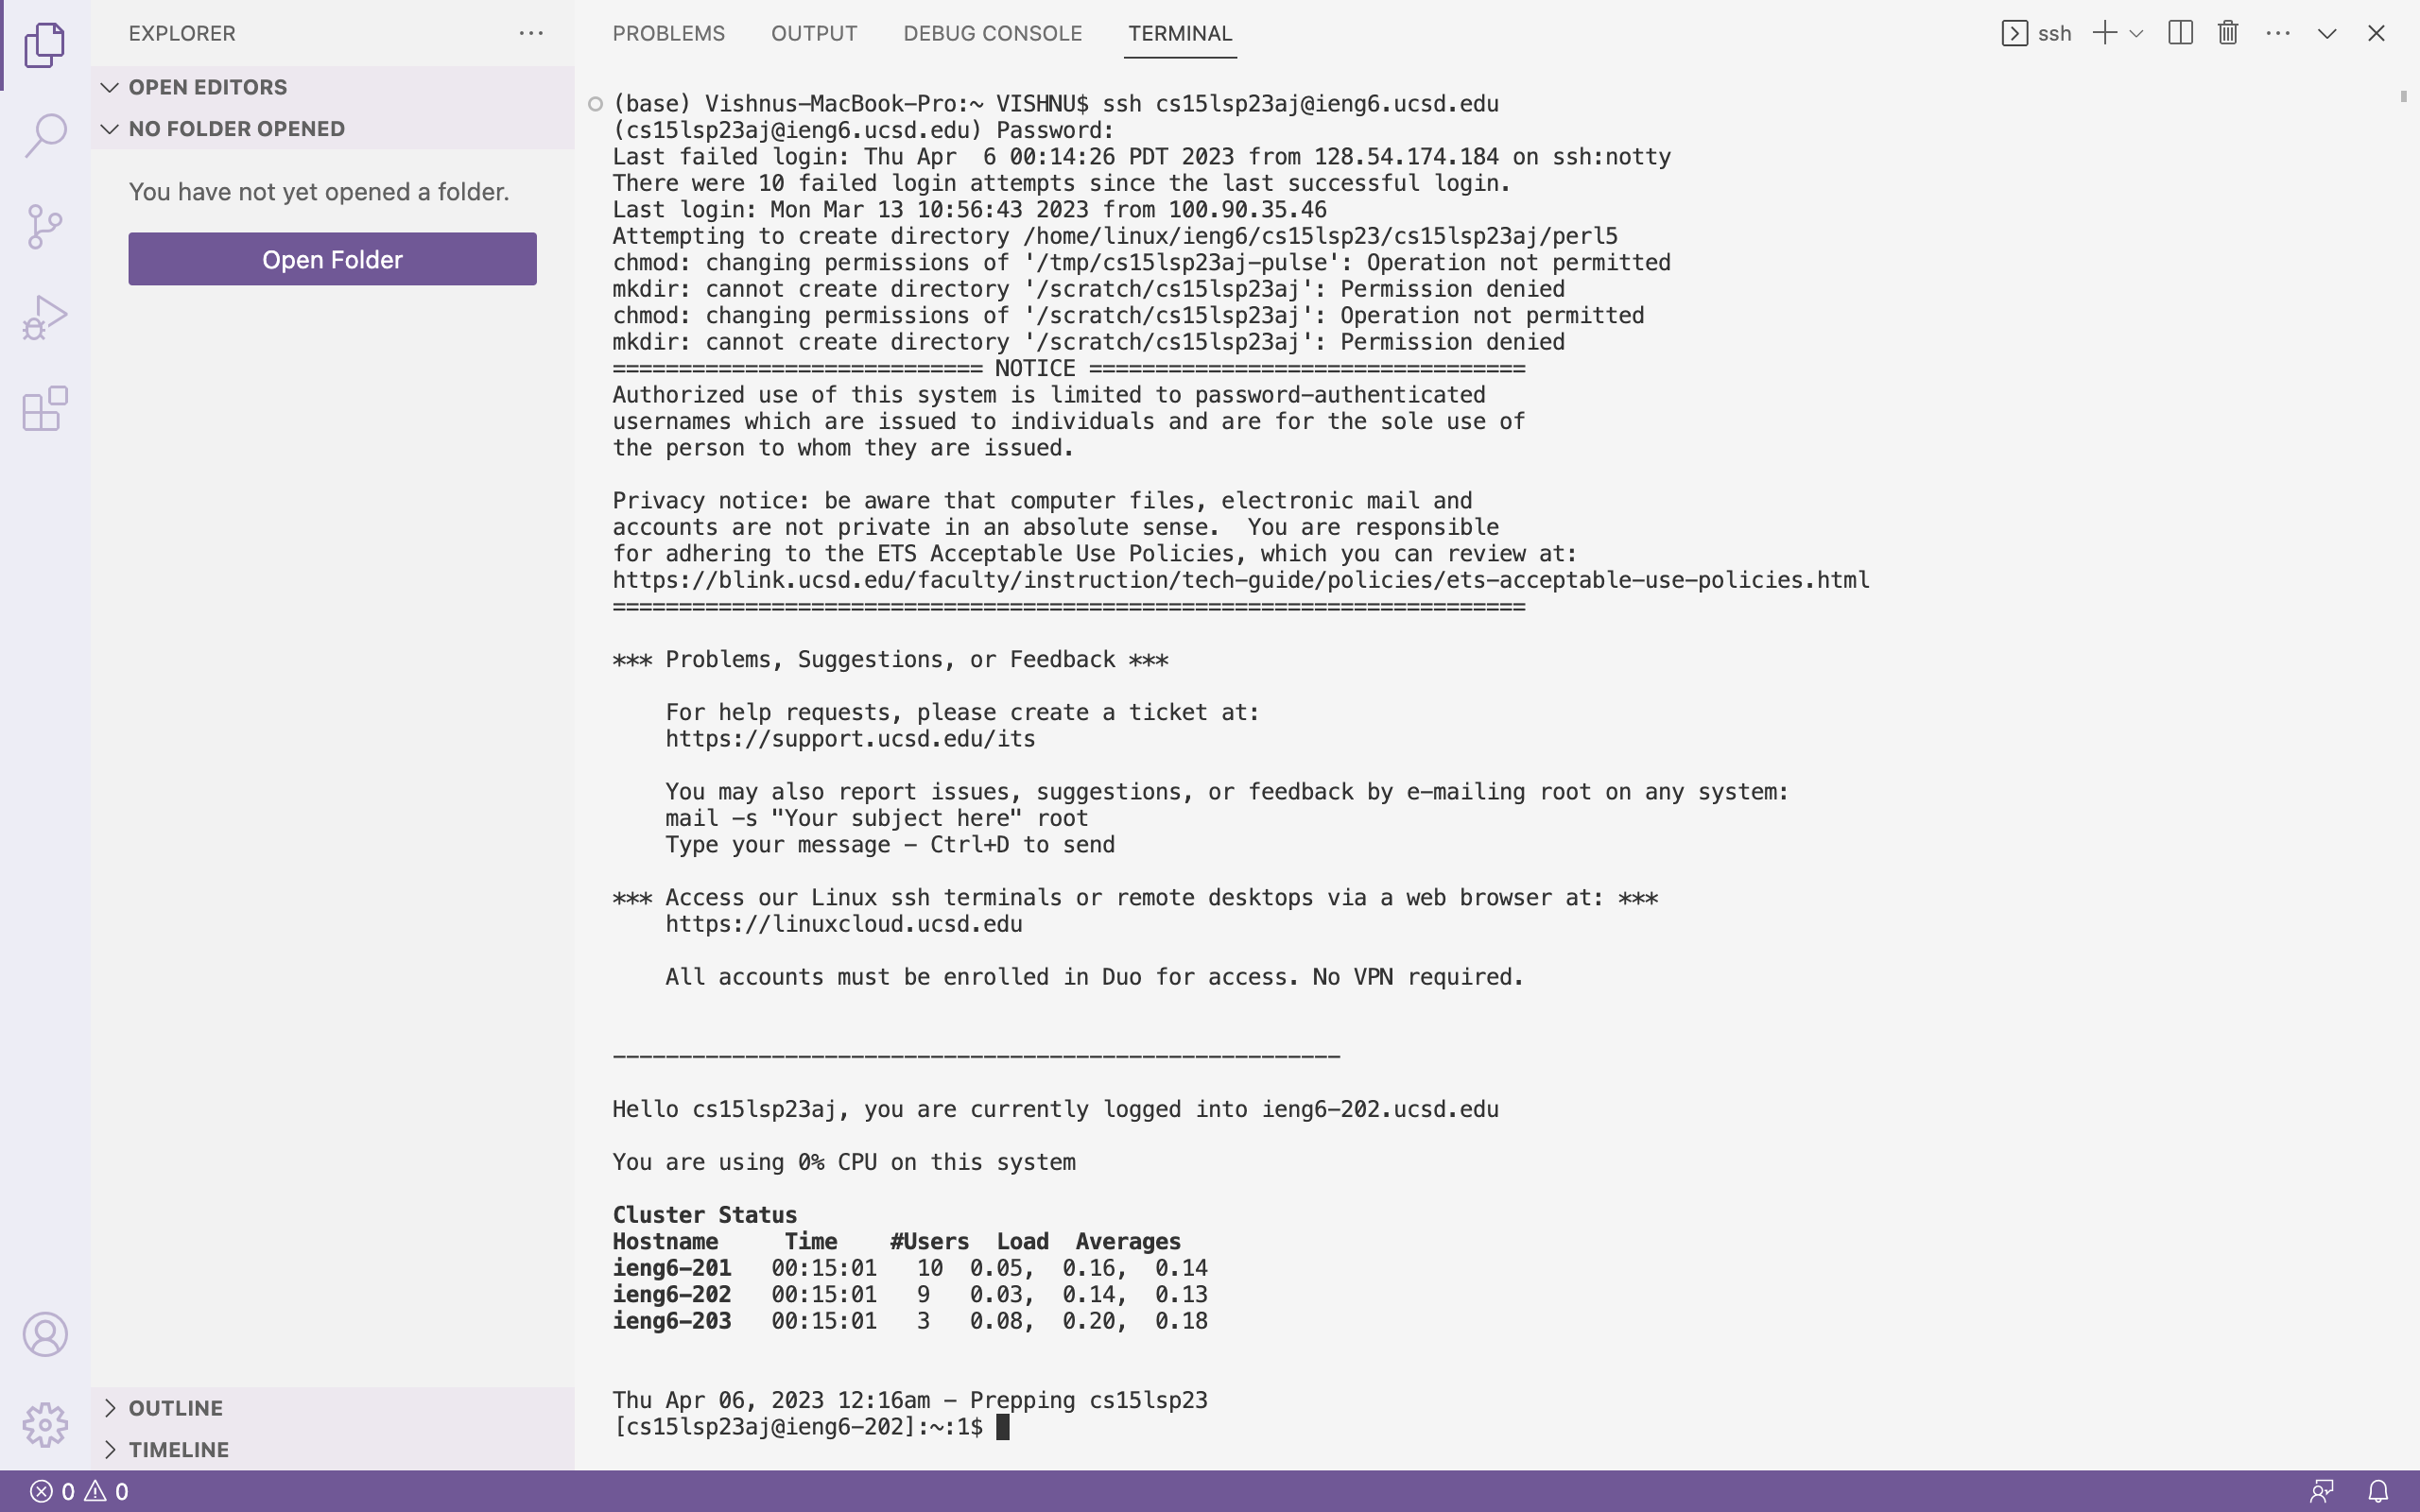 EXPLORER
OPEN EDITORS
NO FOLDER OPENED
You have not yet opened a folder.
Open Folder
OUTLINE
TIMELINE
PROBLEMS OUTPUT DEBUG CONSOLE TERMINAL
ssh
(base) Vishnus-MacBook-Pro:~ VISHNU$ ssh cs15lsp23aj@ieng6.ucsd.edu
(cs15lsp23aj@ieng6.ucsd.edu) Password:
Last failed login: Thu Apr  6 00:14:26 PDT 2023 from 128.54.174.184 on ssh:notty
There were 10 failed login attempts since the last successful login.
Last login: Mon Mar 13 10:56:43 2023 from 100.90.35.46
Attempting to create directory /home/linux/ieng6/cs15lsp23/cs15lsp23aj/perl5
chmod: changing permissions of '/tmp/cs15lsp23aj-pulse': Operation not permitted
mkdir: cannot create directory '/scratch/cs15lsp23aj': Permission denied
chmod: changing permissions of '/scratch/cs15lsp23aj': Operation not permitted
mkdir: cannot create directory '/scratch/cs15lsp23aj': Permission denied
============================ NOTICE =================================
Authorized use of this system is limited to password-authenticated
usernames which are issued to individuals and are for the sole use of
the person to whom they are issued.
Privacy notice: be aware that computer files, electronic mail and
accounts are not private in an absolute sense.  You are responsible
for adhering to the ETS Acceptable Use Policies, which you can review at:
https://blink.ucsd.edu/faculty/instruction/tech-guide/policies/ets-acceptable-use-policies.html
=====================================================================
*** Problems, Suggestions, or Feedback ***
For help requests, please create a ticket at:
https://support.ucsd.edu/its
You may also report issues, suggestions, or feedback by e-mailing root on any system:
mail -s "Your subject here" root
Type your message - Ctrl+D to send
*** Access our Linux ssh terminals or remote desktops via a web browser at: ***
https://linuxcloud.ucsd.edu
All accounts must be enrolled in Duo for access. No VPN required.
-------------------------------------------------------
Hello cs15lsp23aj, you are currently logged into ieng6-202.ucsd.edu
You are using 0% CPU on this system
Cluster Status
Hostname     Time    #Users  Load  Averages
ieng6-201   00:15:01   10  0.05,  0.16,  0.14
ieng6-202   00:15:01   9   0.03,  0.14,  0.13
ieng6-203   00:15:01   3   0.08,  0.20,  0.18
Thu Apr 06, 2023 12:16am - Prepping cs15lsp23
[cs15lsp23aj@ieng6-202]:~:1$
0 0